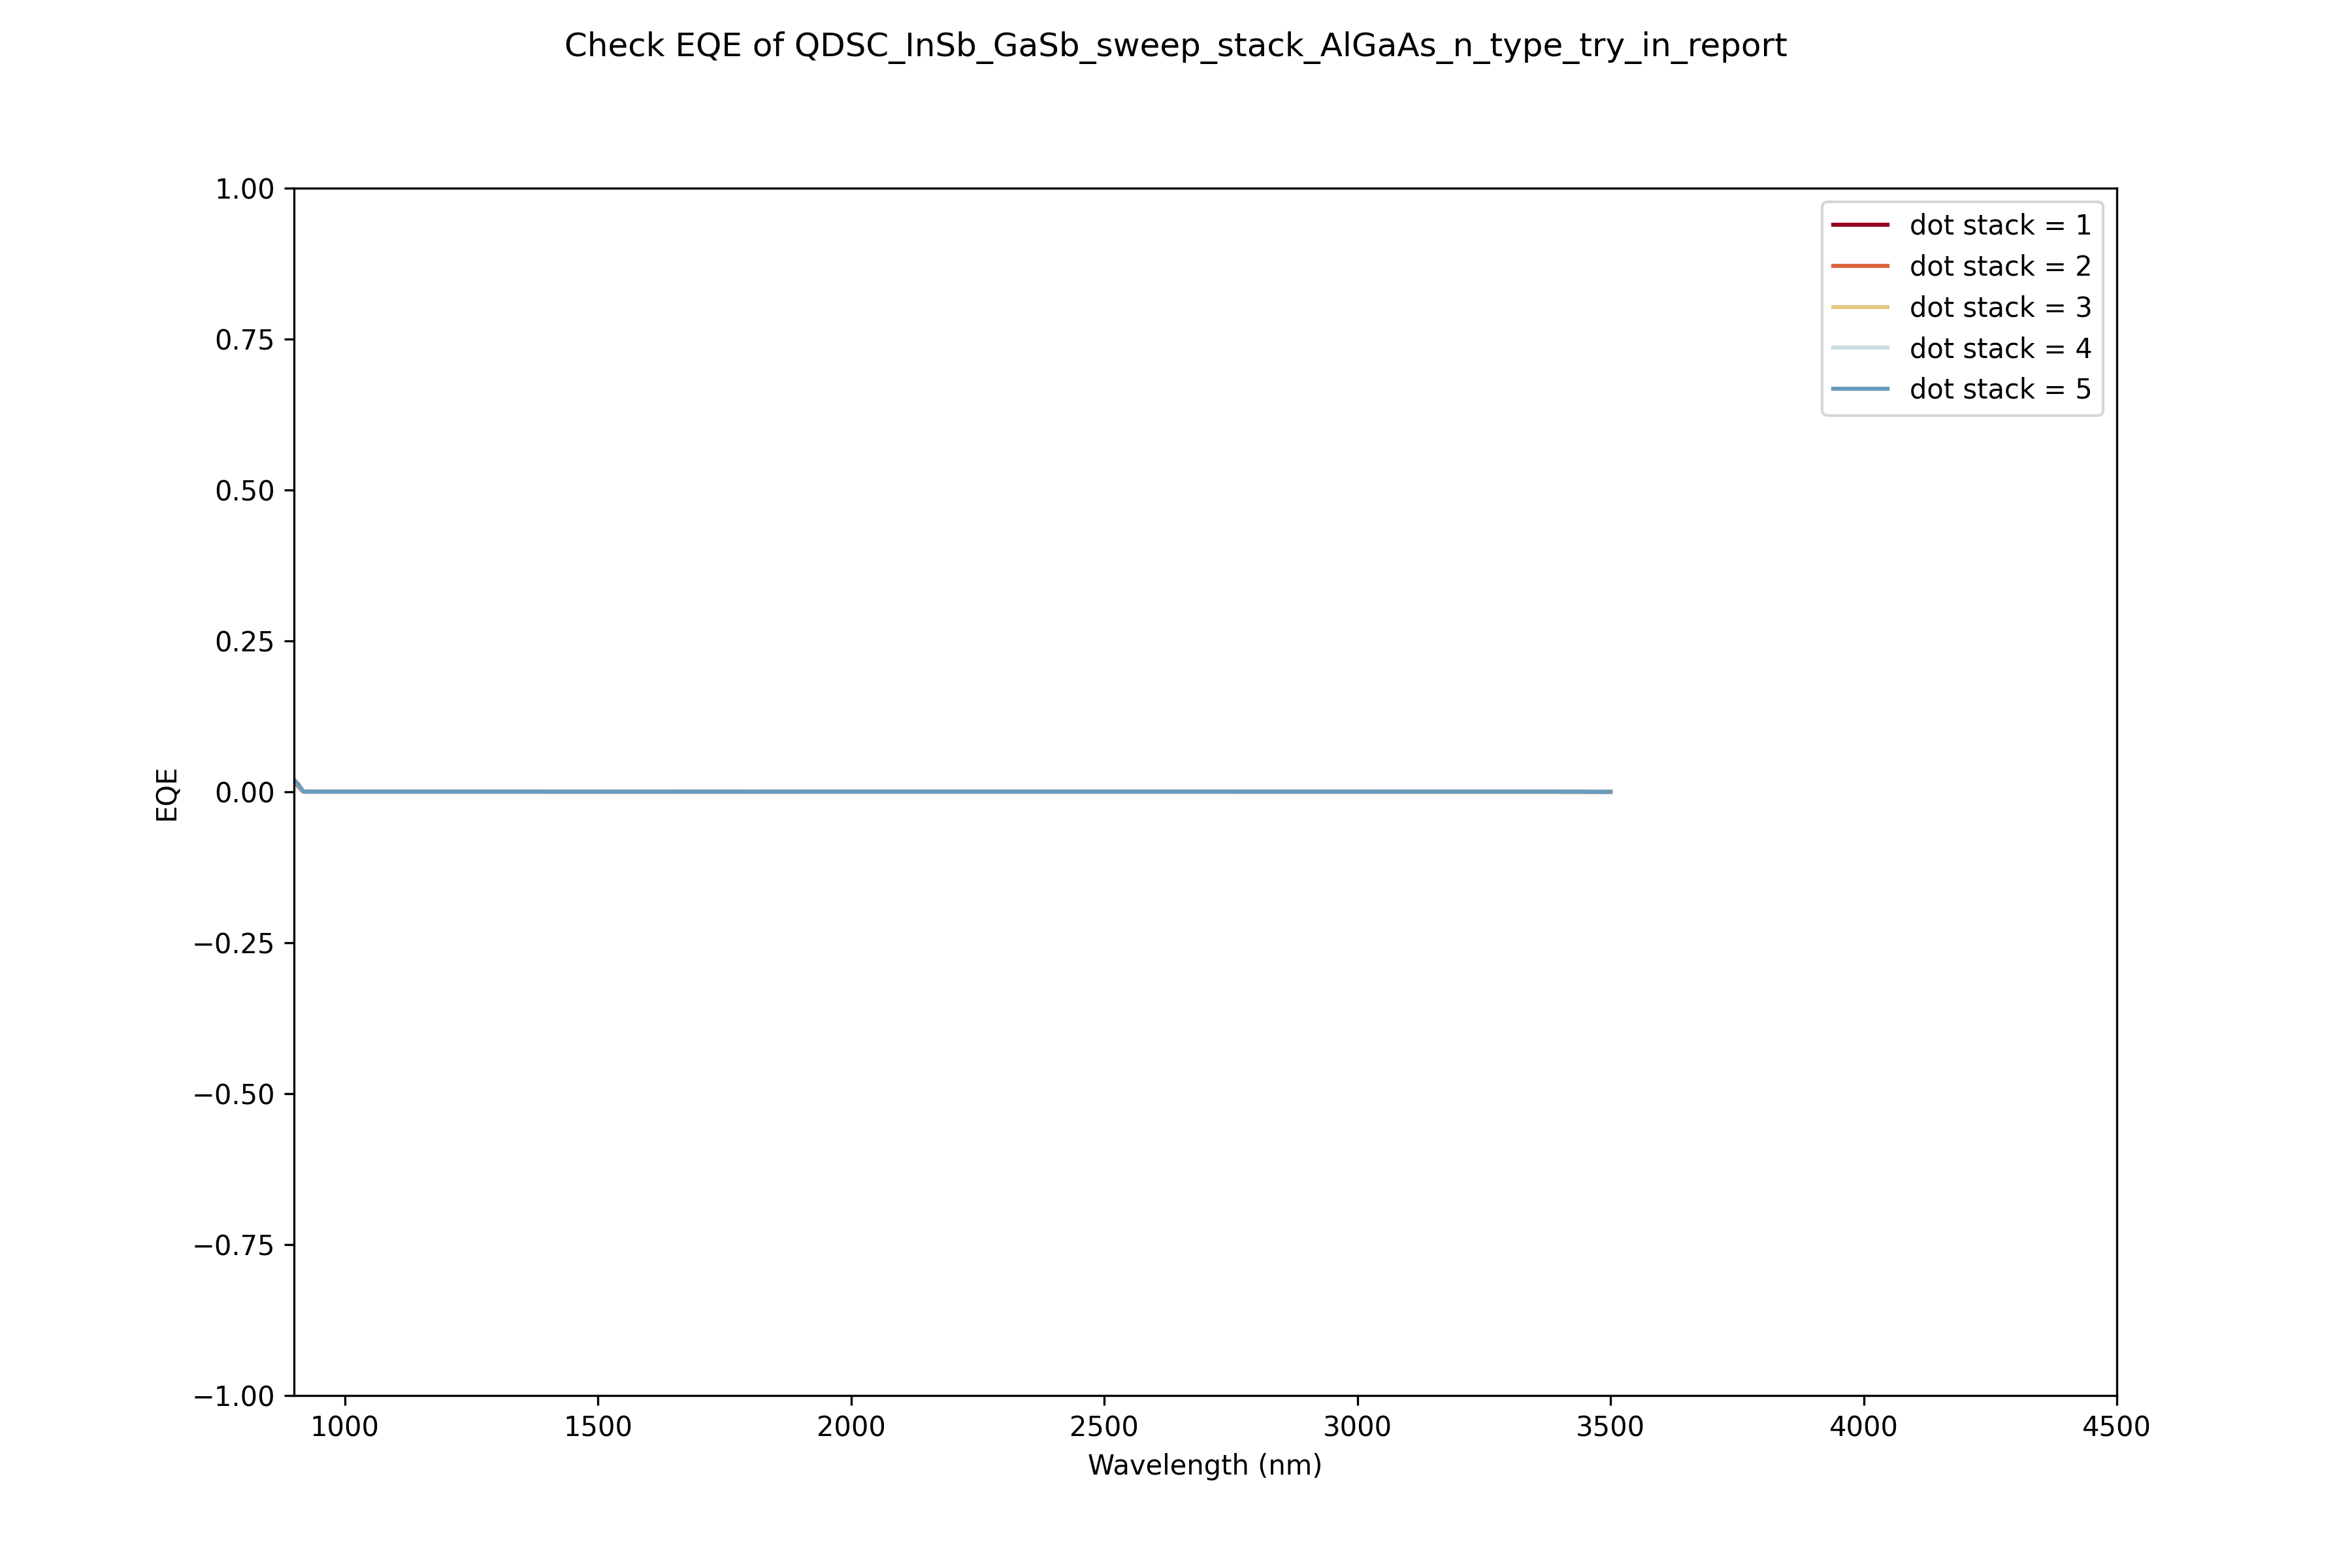 Check EQE of QDSC_InSb_GaSb_sweep_stack_AlGaAs_n_type_try_in_report
1.00
0.75
0.50
0.25
0.00
−0.25
−0.50
−0.75
−1.00
EQE
dot stack = 1
dot stack = 2
dot stack = 3
dot stack = 4
dot stack = 5
1000 1500 2000 2500 3000 3500 4000 4500
Wavelength (nm)